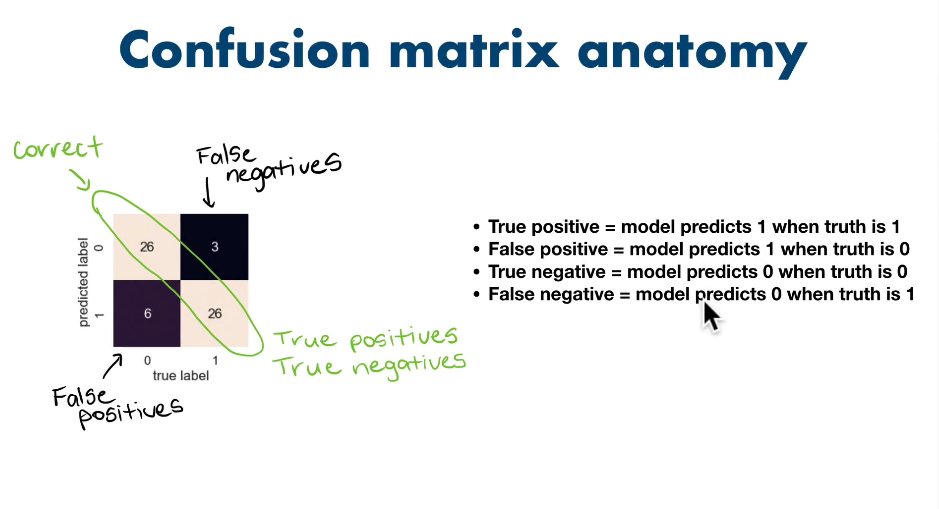 Confusion matrix anatomy
Correct
False
negatives
predicted label
0
1
26
3
6
26
0
1
true label
True positives
True negatives
False
positives
• True positive = model predicts 1 when truth is 1
• False positive = model predicts 1 when truth is 0
• True negative = model predicts 0 when truth is 0
• False negative = model predicts 0 when truth is 1